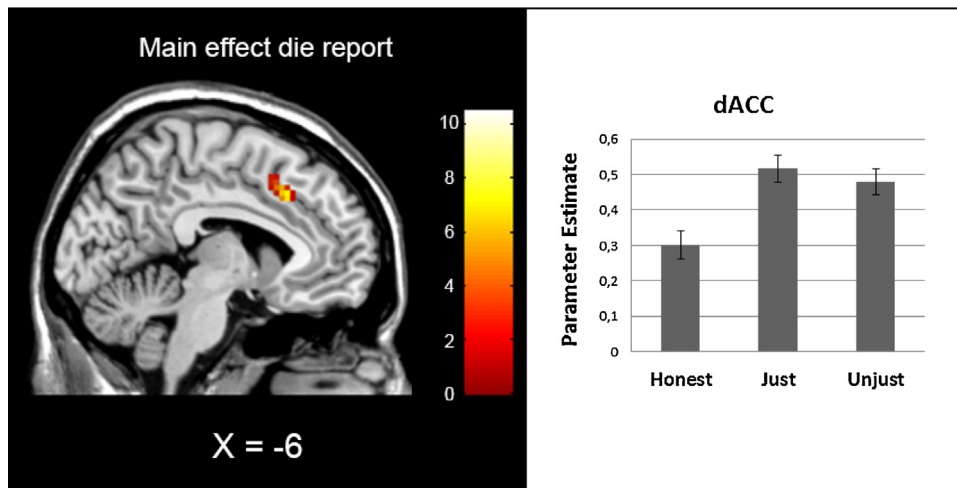 Main effect die report
10
8
6
4
2
0
X = -6
dACC
Parameter Estimate
0,6
0,5
0,4
0,3
0,2
0,1
0
Honest Just Unjust